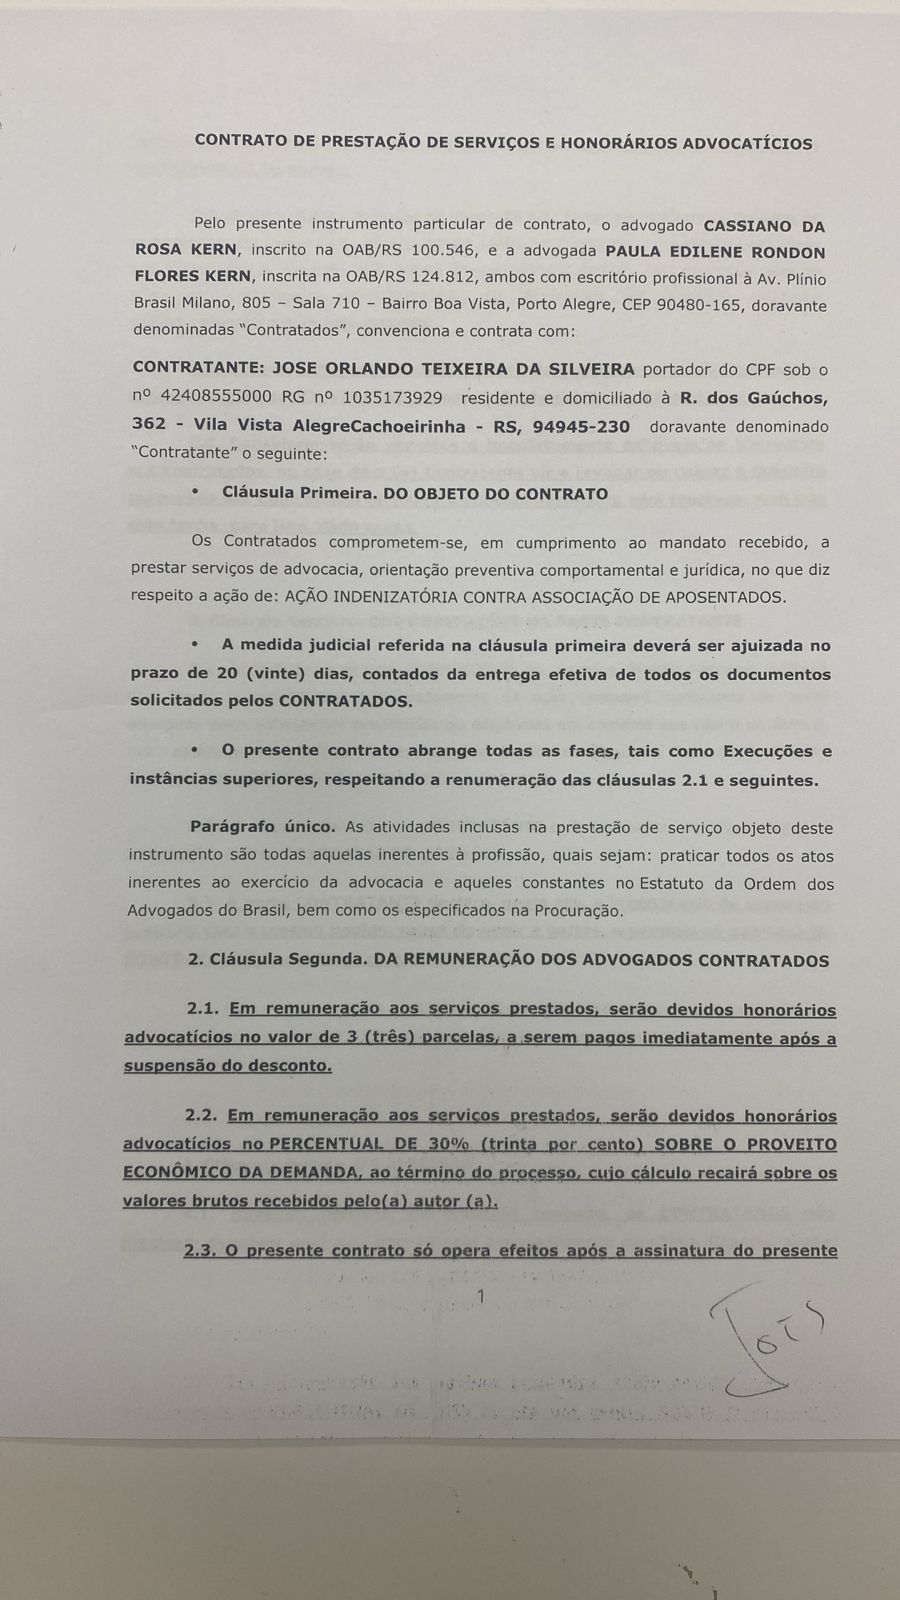 CONTRATO DE PRESTAÇÃO DE SERVIÇOS E HONORÁRIOS ADVOCATÍCIOS
Pelo presente instrumento particular de contrato, o advogado CASSIANO DA
ROSA KERN, inscrito na OAB/RS 100.546, e a advogada PAULA EDILENE RONDON
FLORES KERN, inscrita na OAB/RS 124.812, ambos com escritório profissional à Av. Plínio
Brasil Milano, 805 – Sala 710 – Bairro Boa Vista, Porto Alegre, CEP 90480-165, doravante
denominadas "Contratados", convenciona e contrata com:
CONTRATANTE: JOSE ORLANDO TEIXEIRA DA SILVEIRA portador do CPF sob o
nº 42408555000 RG nº 1035173929 residente e domiciliado à R. dos Gaúchos,
362 - Vila Vista AlegreCachoeirinha - RS, 94945-230 doravante denominado
"Contratante" o seguinte:
• Cláusula Primeira. DO OBJETO DO CONTRATO
Os Contratados comprometem-se, em cumprimento ao mandato recebido, a
prestar serviços de advocacia, orientação preventiva comportamental e jurídica, no que diz
respeito a ação de: AÇÃO INDENIZATÓRIA CONTRA ASSOCIAÇÃO DE APOSENTADOS.
• A medida judicial referida na cláusula primeira deverá ser ajuizada no
prazo de 20 (vinte) dias, contados da entrega efetiva de todos os documentos
solicitados pelos CONTRATADOS.
• O presente contrato abrange todas as fases, tais como Execuções e
instâncias superiores, respeitando a renumeração das cláusulas 2.1 e seguintes.
Parágrafo único. As atividades inclusas na prestação de serviço objeto deste
instrumento são todas aquelas inerentes à profissão, quais sejam: praticar todos os atos
inerentes ao exercício da advocacia e aqueles constantes no Estatuto da Ordem dos
Advogados do Brasil, bem como os especificados na Procuração.
2. Cláusula Segunda. DA REMUNERAÇÃO DOS ADVOGADOS CONTRATADOS
2.1. Em remuneração aos serviços prestados, serão devidos honorários
advocatícios no valor de 3 (três) parcelas, a serem pagos imediatamente após a
suspensão do desconto.
2.2. Em remuneração aos serviços prestados, serão devidos honorários
advocatícios no PERCENTUAL DE 30% (trinta por cento) SOBRE O PROVEITO
ECONÔMICO DA DEMANDA, ao término do processo, cujo cálculo recairá sobre os
valores brutos recebidos pelo(a) autor (a).
2.3. O presente contrato só opera efeitos após a assinatura do presente
1